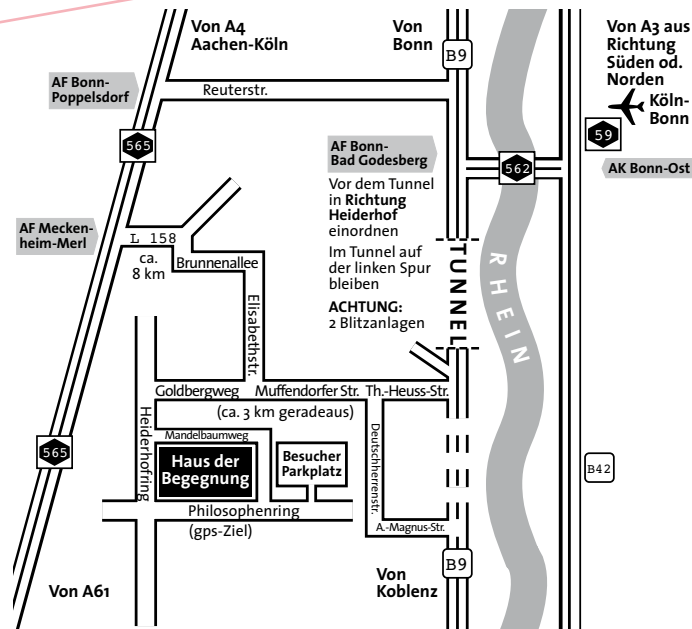 Von A4
Aachen-Köln
Von
Bonn
B9
Von A3 aus
Richtung
Süden od.
Norden
Köln-
Bonn
59
AK Bonn-Ost
AF Bonn-
Poppelsdorf
Reuterstr.
565
AF Bonn-
Bad Godesberg
562
Vor dem Tunnel
in Richtung
Heiderhof
einordnen
Im Tunnel auf
der linken Spur
bleiben
ACHTUNG:
2 Blitzanlagen
TUNNEL
RHEIN
AF Mecken-
heim-Merl
L 158
ca.
8 km
Brunnenallee
Elisabethstr.
Goldbergweg
Muffendorfer Str.
Th.-Heuss-Str.
(ca. 3 km geradeaus)
Heiderhofring
Mandelbaumweg
Deutschherrenstr.
565
Haus der
Begegnung
Besucher
Parkplatz
B42
Philosophenring
(gps-Ziel)
A.-Magnus-Str.
B9
Von A61
Von
Koblenz